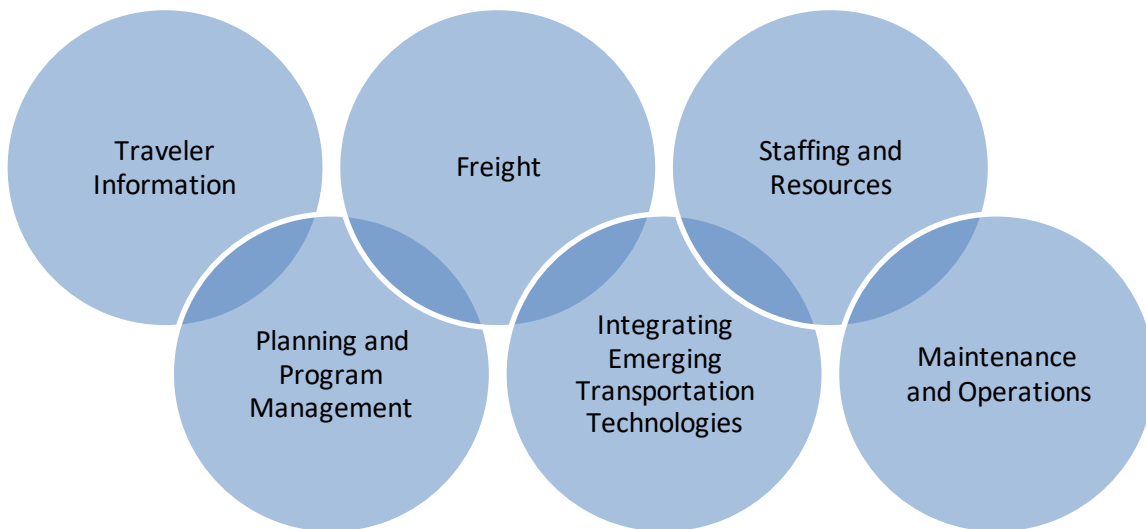 Traveler
Information
Freight
Staffing and
Resources
Planning and
Program
Management
Integrating
Emerging
Transportation
Technologies
Maintenance
and Operations